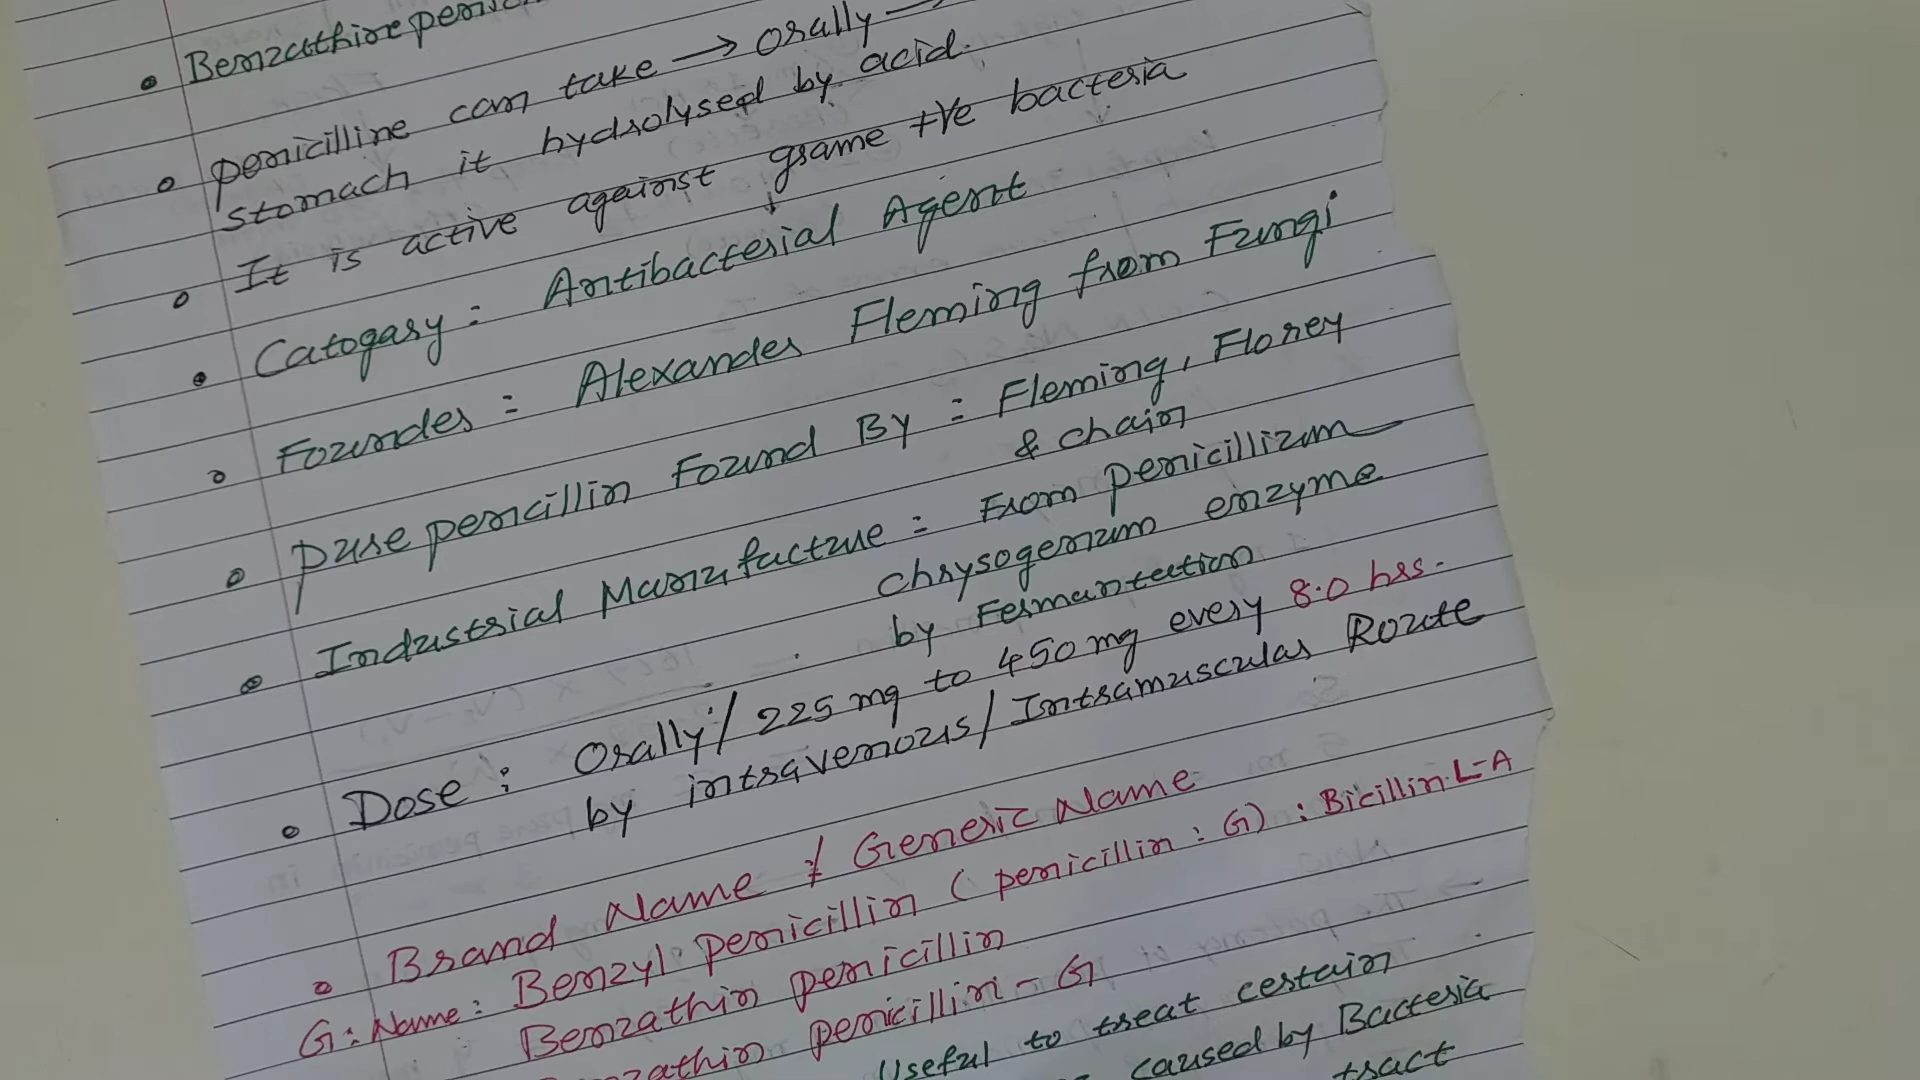 Benzathine
penicilline can take → orally
stomach it hydrolysed by acid.
It is active against grame +ve bacteria
Catogary : Antibacterial Agent
Founder : Alexander Fleming from Fungi
Pure penicillin Found By : Fleming, Florey
& chain
Industrial Manufacture : From penicillium
chrysogenum enzyme
by Fermantation
Dose : Orally / 225 mg to 450 mg every 8.0 hrs.
by intravenous / Intramuscular Route
Brand Name / Generic Name
G: Name : Benzyl penicillin (penicillin : G) : Bicillin L-A
Benzathin penicillin
penicillin - G
Useful to treat certain
caused by Bacteria
tract